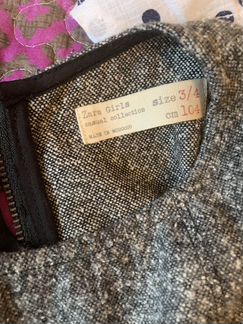 Zara Girls size 3/4
casual collection cm 104
MADE IN MOROCCO